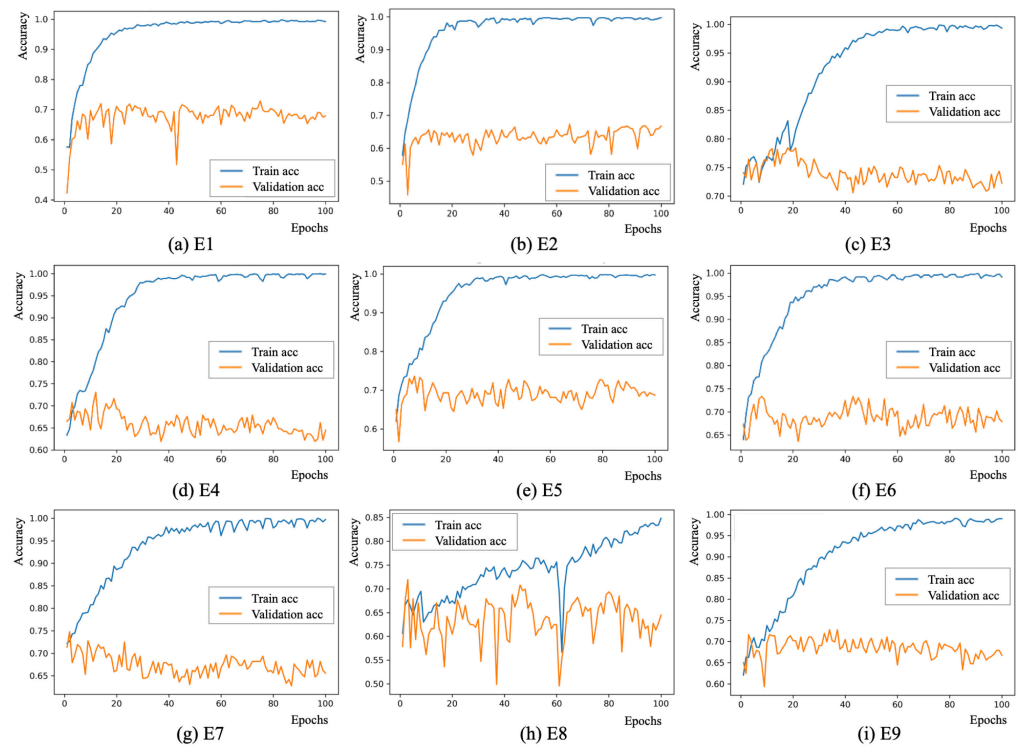 Accuracy
1.0
0.9
0.8
0.7
0.6
0.5
0.4
Train acc
Validation acc
0 20 40 60 80 100
Epochs
(a) E1
Accuracy
1.0
0.9
0.8
0.7
0.6
0.5
Train acc
Validation acc
0 20 40 60 80 100
Epochs
(b) E2
Accuracy
1.00
0.95
0.90
0.85
0.80
0.75
0.70
Train acc
Validation acc
0 20 40 60 80 100
Epochs
(c) E3
Accuracy
1.00
0.95
0.90
0.85
0.80
0.75
0.70
0.65
0.60
Train acc
Validation acc
0 20 40 60 80 100
Epochs
(d) E4
Accuracy
1.0
0.9
0.8
0.7
0.6
Train acc
Validation acc
0 20 40 60 80 100
Epochs
(e) E5
Accuracy
1.00
0.95
0.90
0.85
0.80
0.75
0.70
0.65
Train acc
Validation acc
0 20 40 60 80 100
Epochs
(f) E6
Accuracy
1.00
0.95
0.90
0.85
0.80
0.75
0.70
0.65
Train acc
Validation acc
0 20 40 60 80 100
Epochs
(g) E7
Accuracy
0.85
0.80
0.75
0.70
0.65
0.60
0.55
0.50
Train acc
Validation acc
0 20 40 60 80 100
Epochs
(h) E8
Accuracy
1.00
0.95
0.90
0.85
0.80
0.75
0.70
0.65
0.60
Train acc
Validation acc
0 20 40 60 80 100
Epochs
(i) E9